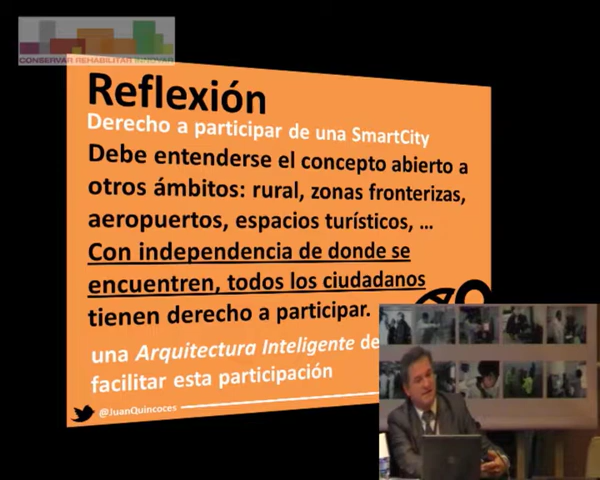 CONSERVAR REHABILITAR INNOVAR
Reflexión
Derecho a participar de una SmartCity
Debe entenderse el concepto abierto a
otros ámbitos: rural, zonas fronterizas,
aeropuertos, espacios turísticos, ...
Con independencia de donde se
encuentren, todos los ciudadanos
tienen derecho a participar.
una Arquitectura Inteligente de
facilitar esta participación
@JuanQuincoces